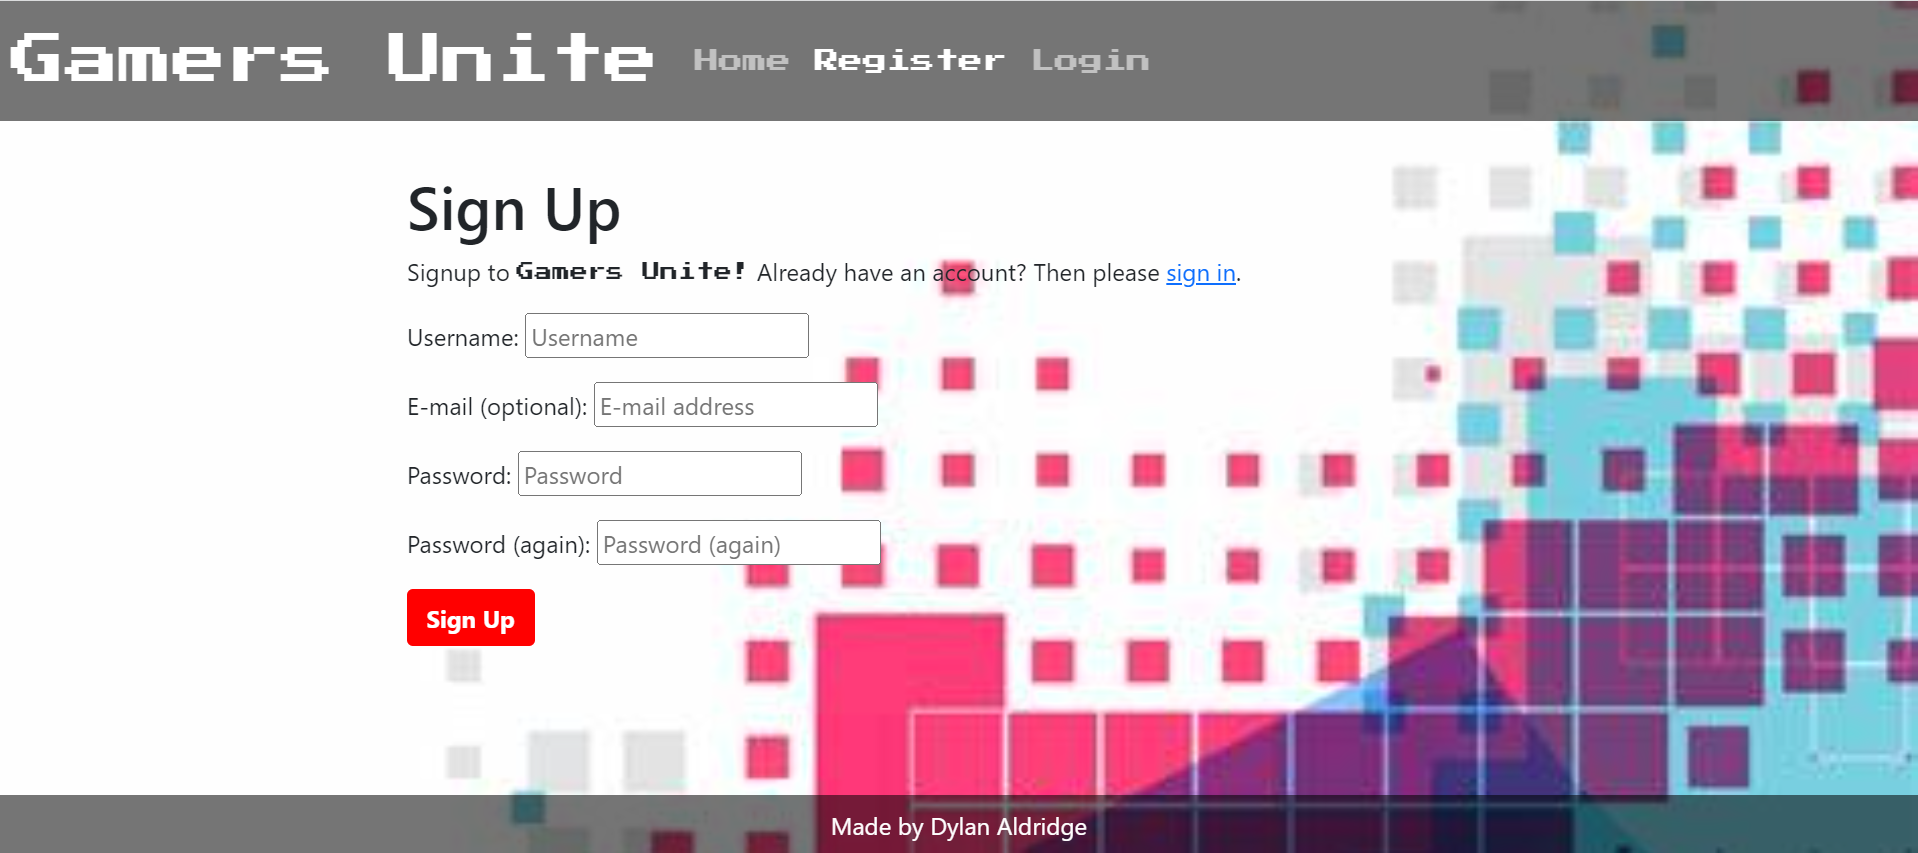 Gamers Unite Home Register Login
Sign Up
Signup to Gamers Unite! Already have an account? Then please sign in.
Username: Username
E-mail (optional): E-mail address
Password: Password
Password (again): Password (again)
Sign Up
Made by Dylan Aldridge